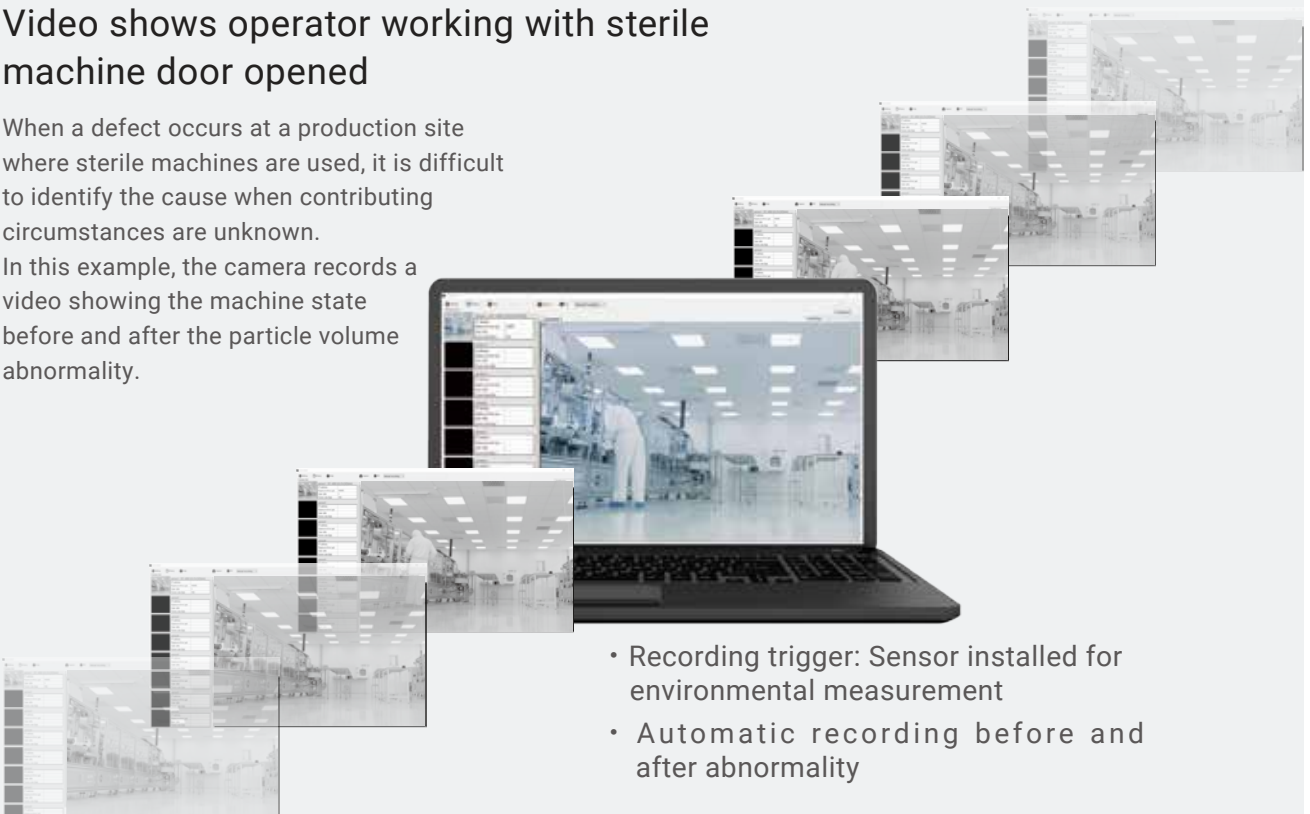 Video shows operator working with sterile
machine door opened
When a defect occurs at a production site
where sterile machines are used, it is difficult
to identify the cause when contributing
circumstances are unknown.
In this example, the camera records a
video showing the machine state
before and after the particle volume
abnormality.
• Recording trigger: Sensor installed for
environmental measurement
• Automatic recording before and
after abnormality